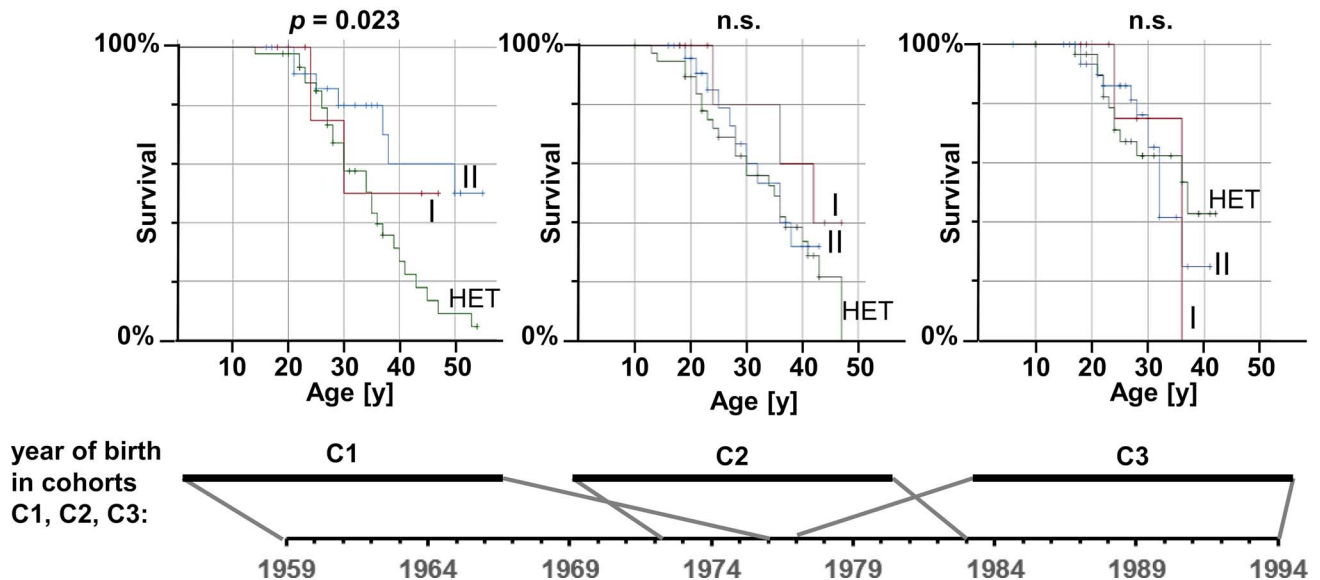 p = 0.023
n.s.
n.s.
100%
100%
100%
Survival
Survival
Survival
II
I
HET
I
II
HET
HET
II
I
0%
0%
0%
10 20 30 40 50
10 20 30 40 50
10 20 30 40 50
Age [y]
Age [y]
Age [y]
year of birth
in cohorts
C1, C2, C3:
C1
C2
C3
1959 1964 1969 1974 1979 1984 1989 1994